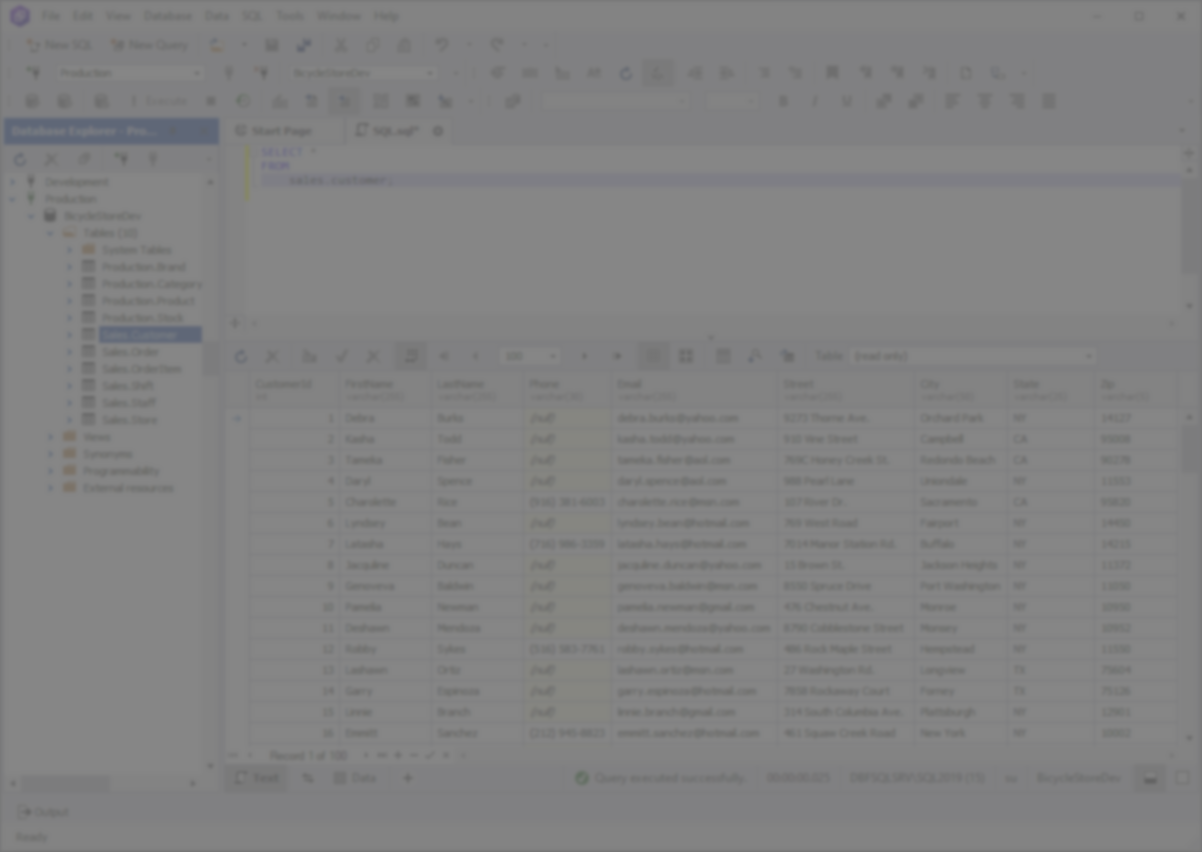 File Edit View Database Data SQL Tools Window Help
New SQL New Query
Production BicycleStoreDev
Execute
Database Explorer - Pro...
Start Page SQL.sql*
SELECT *
FROM
sales.customer;
Development
Production
BicycleStoreDev
Tables (10)
System Tables
Production.Brand
Production.Category
Production.Product
Production.Stock
Sales.Customer
Sales.Order
Sales.OrderItem
Sales.Shift
Sales.Staff
Sales.Store
Views
Synonyms
Programmability
External resources
100 Table: (read only)
CustomerId FirstName LastName Phone Email Street City State Zip
1 Debra Burks (null) debra.burks@yahoo.com 9273 Thorne Ave. Orchard Park NY 14127
2 Kasha Todd (null) kasha.todd@yahoo.com 910 Vine Street Campbell CA 95008
3 Tameka Fisher (null) tameka.fisher@aol.com 769C Honey Creek St. Redondo Beach CA 90278
4 Daryl Spence (null) daryl.spence@aol.com 988 Pearl Lane Uniondale NY 11553
5 Charolette Rice (916) 381-6003 charolette.rice@msn.com 107 River Dr. Sacramento CA 95820
6 Lyndsey Bean (null) lyndsey.bean@hotmail.com 769 West Road Fairport NY 14450
7 Latasha Hays (716) 986-3359 latasha.hays@hotmail.com 7014 Manor Station Rd. Buffalo NY 14215
8 Jacquline Duncan (null) jacquline.duncan@yahoo.com 15 Brown St. Jackson Heights NY 11372
9 Genoveva Baldwin (null) genoveva.baldwin@msn.com 8550 Spruce Drive Port Washington NY 11050
10 Pamelia Newman (null) pamelia.newman@gmail.com 476 Chestnut Ave. Monroe NY 10950
11 Deshawn Mendoza (null) deshawn.mendoza@yahoo.com 8790 Cobblestone Street Monsey NY 10952
12 Robby Sykes (516) 583-7761 robby.sykes@hotmail.com 486 Rock Maple Street Hempstead NY 11550
13 Lashawn Ortiz (null) lashawn.ortiz@msn.com 27 Washington Rd. Longview TX 75604
14 Garry Espinoza (null) garry.espinoza@hotmail.com 7858 Rockaway Court Forney TX 75126
15 Linnie Branch (null) linnie.branch@gmail.com 314 South Columbia Ave. Plattsburgh NY 12901
16 Emmitt Sanchez (212) 945-8823 emmitt.sanchez@hotmail.com 461 Squaw Creek Road New York NY 10002
Record 1 of 100
Text Data Query executed successfully. BicycleStoreDev
Output
Ready